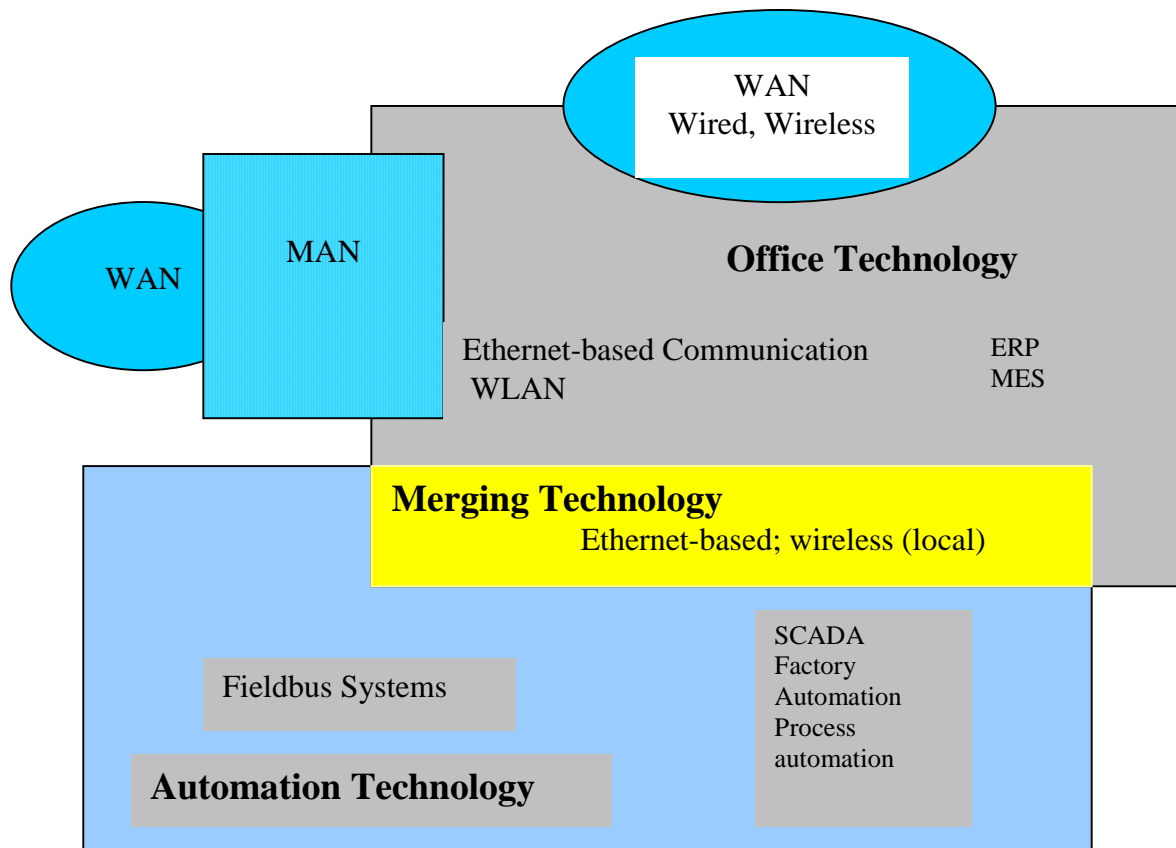 WAN
Wired, Wireless
MAN
WAN
Office Technology
Ethernet-based Communication
WLAN
ERP
MES
Merging Technology
Ethernet-based; wireless (local)
SCADA
Factory
Automation
Process
automation
Fieldbus Systems
Automation Technology